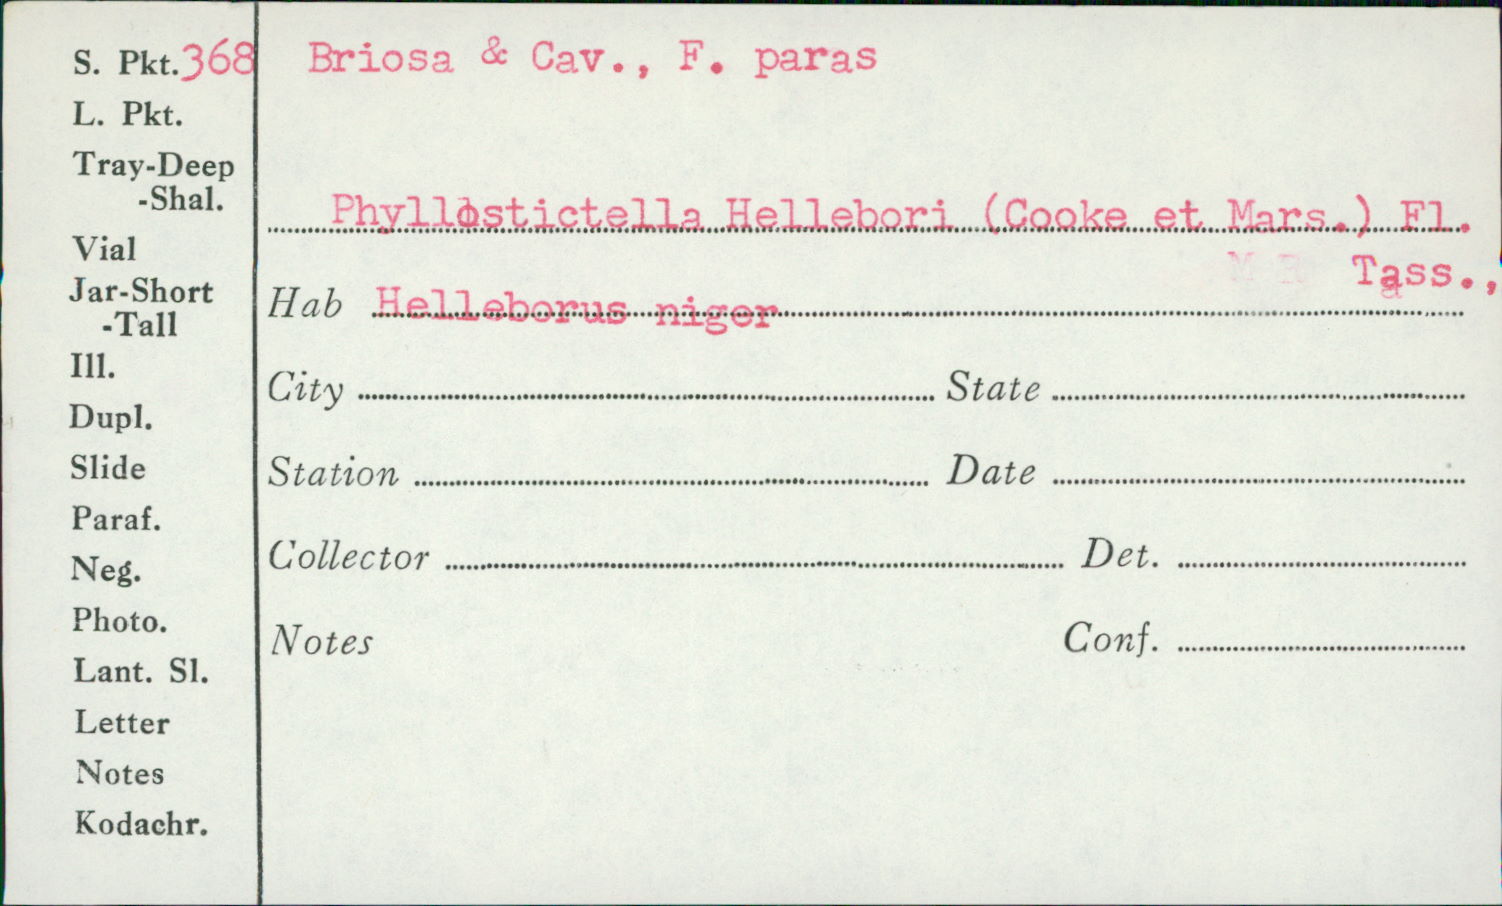 S. Pkt. 368
Briosa & Cav., F. paras
L. Pkt.
Tray-Deep
-Shal.
Phyllostictella Hellebori (Cooke et Mars.) Fl.
Tass.,
Vial
Jar-Short
-Tall
Hab Helleborus niger
Ill.
City State
Dupl.
Slide
Station Date
Paraf.
Neg.
Collector Det.
Photo.
Notes Conf.
Lant. Sl.
Letter
Notes
Kodachr.